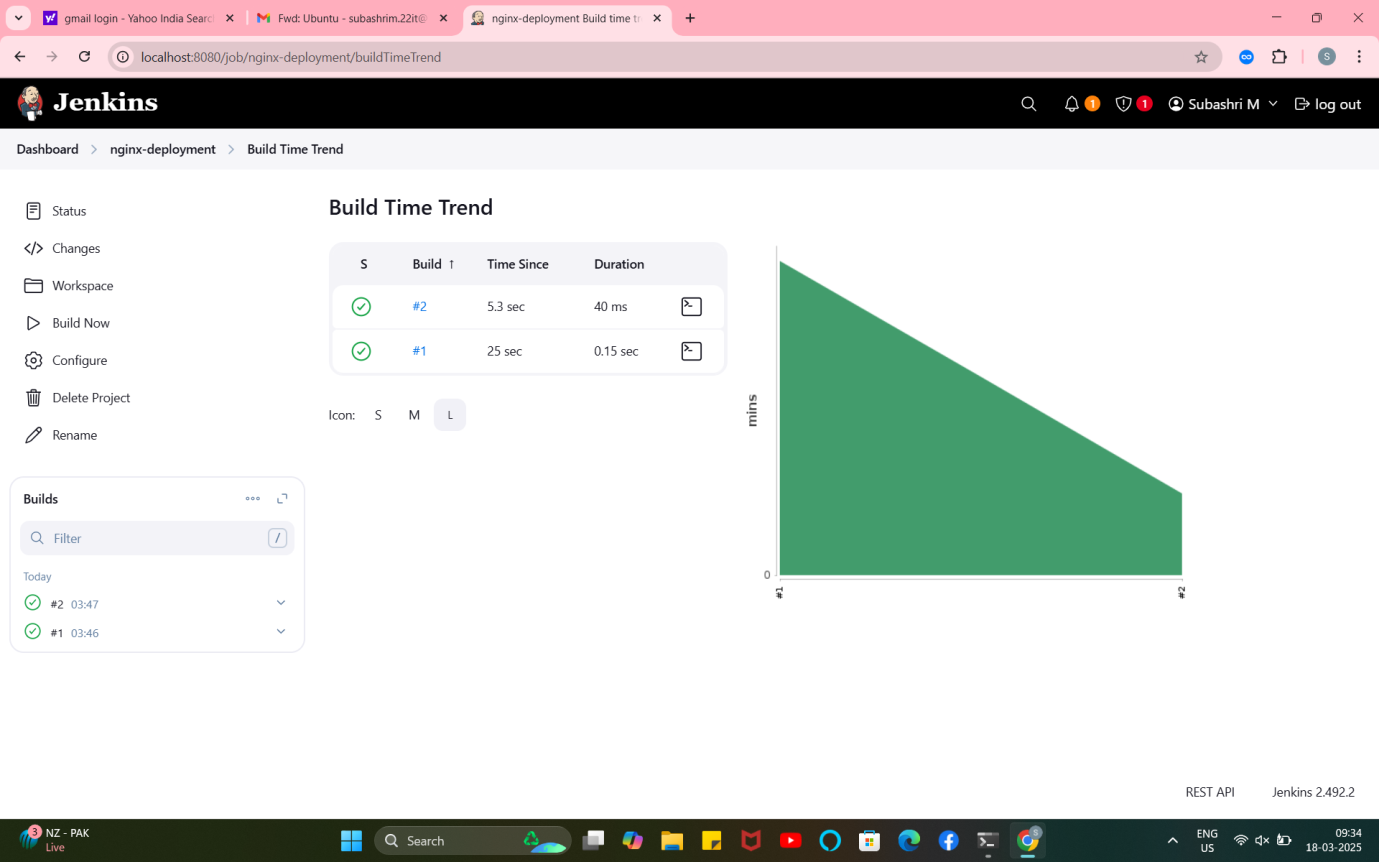 gmail login - Yahoo India Searc
Fwd: Ubuntu - subashrim.22it@
nginx-deployment Build time tr
localhost:8080/job/nginx-deployment/buildTimeTrend
S
Jenkins
1
1
Subashri M
log out
Dashboard
nginx-deployment
Build Time Trend
Status
Changes
Workspace
Build Now
Configure
Delete Project
Rename
Builds
Filter
/
Today
#2 03:47
#1 03:46
Build Time Trend
S Build ↑ Time Since Duration
#2 5.3 sec 40 ms
#1 25 sec 0.15 sec
Icon: S M L
mins
0
#1
#2
REST API
Jenkins 2.492.2
3
NZ - PAK
Live
Search
S
ENG
US
09:34
18-03-2025